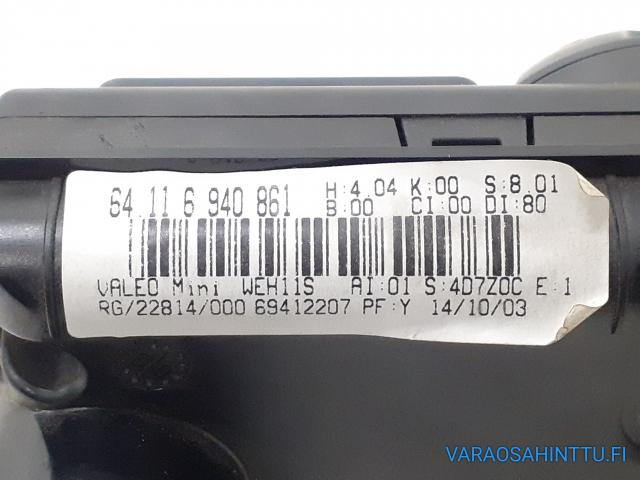 64.11 6 940 861 H:4.04 K:00 S:8.01
B:00 CI:00 DI:80
VALEO Mini WEH11S AI:01 S:4D7Z0C E:1
RG/22814/000 69412207 PF:Y 14/10/03
VARAOSAHINTTU.FI